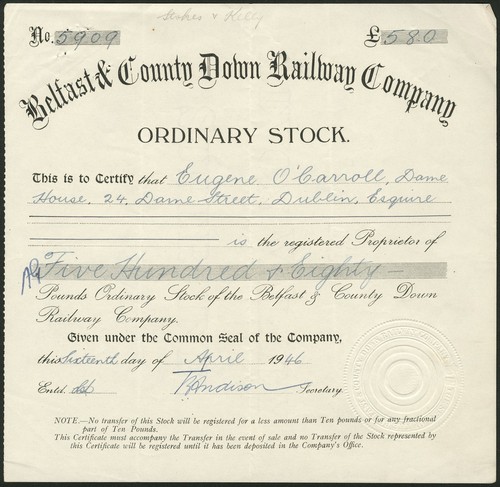 Stokes & Kelly
No. 5909 £580
Belfast & County Down Railway Company
ORDINARY STOCK.
This is to Certify that Eugene O'Carroll, Dame
House, 24, Dame Street, Dublin, Esquire
is the registered Proprietor of
Five Hundred & Eighty —
Pounds Ordinary Stock of the Belfast & County Down
Railway Company.
Given under the Common Seal of the Company,
this Sixteenth day of April 1946
Entd. Secretary
NOTE.—No transfer of this Stock will be registered for a less amount than Ten pounds or for any fractional
part of Ten Pounds.
This Certificate must accompany the Transfer in the event of sale and no Transfer of the Stock represented by
this Certificate will be registered until it has been deposited in the Company's Office.